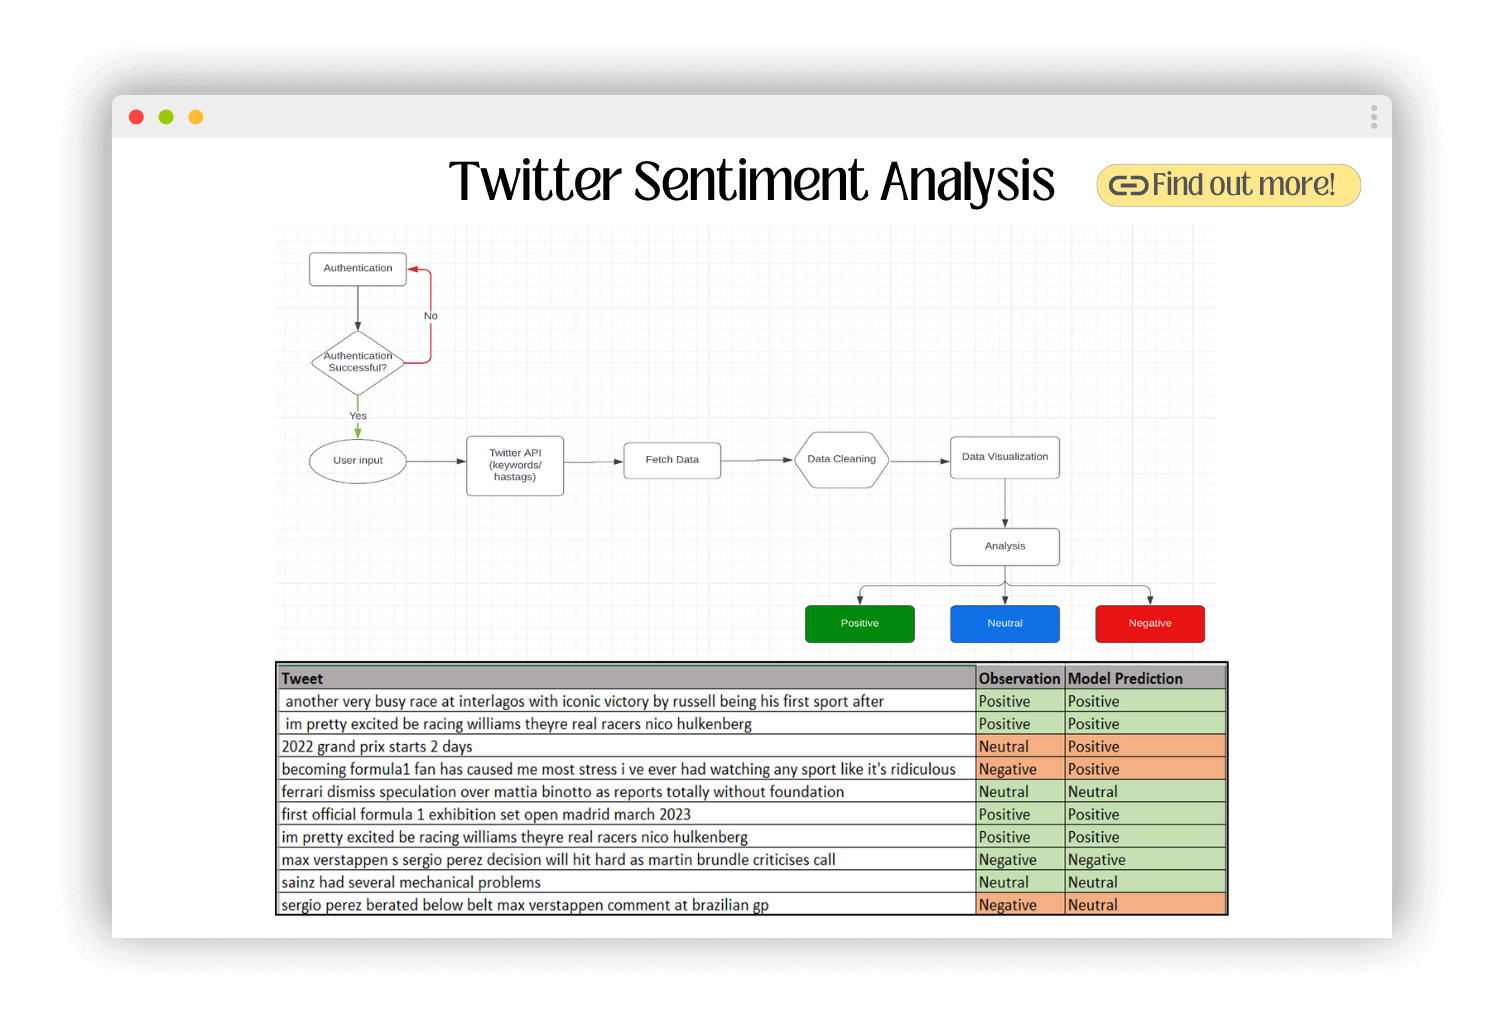 Twitter Sentiment Analysis
Find out more!
Authentication
No
Authentication
Successful?
Yes
User input
Twitter API
(keywords/
hastags)
Fetch Data
Data Cleaning
Data Visualization
Analysis
Positive
Neutral
Negative
Tweet Observation Model Prediction
another very busy race at interlagos with iconic victory by russell being his first sport after Positive Positive
im pretty excited be racing williams theyre real racers nico hulkenberg Positive Positive
2022 grand prix starts 2 days Neutral Positive
becoming formula1 fan has caused me most stress i ve ever had watching any sport like it's ridiculous Negative Positive
ferrari dismiss speculation over mattia binotto as reports totally without foundation Neutral Neutral
first official formula 1 exhibition set open madrid march 2023 Positive Positive
im pretty excited be racing williams theyre real racers nico hulkenberg Positive Positive
max verstappen s sergio perez decision will hit hard as martin brundle criticises call Negative Negative
sainz had several mechanical problems Neutral Neutral
sergio perez berated below belt max verstappen comment at brazilian gp Negative Neutral